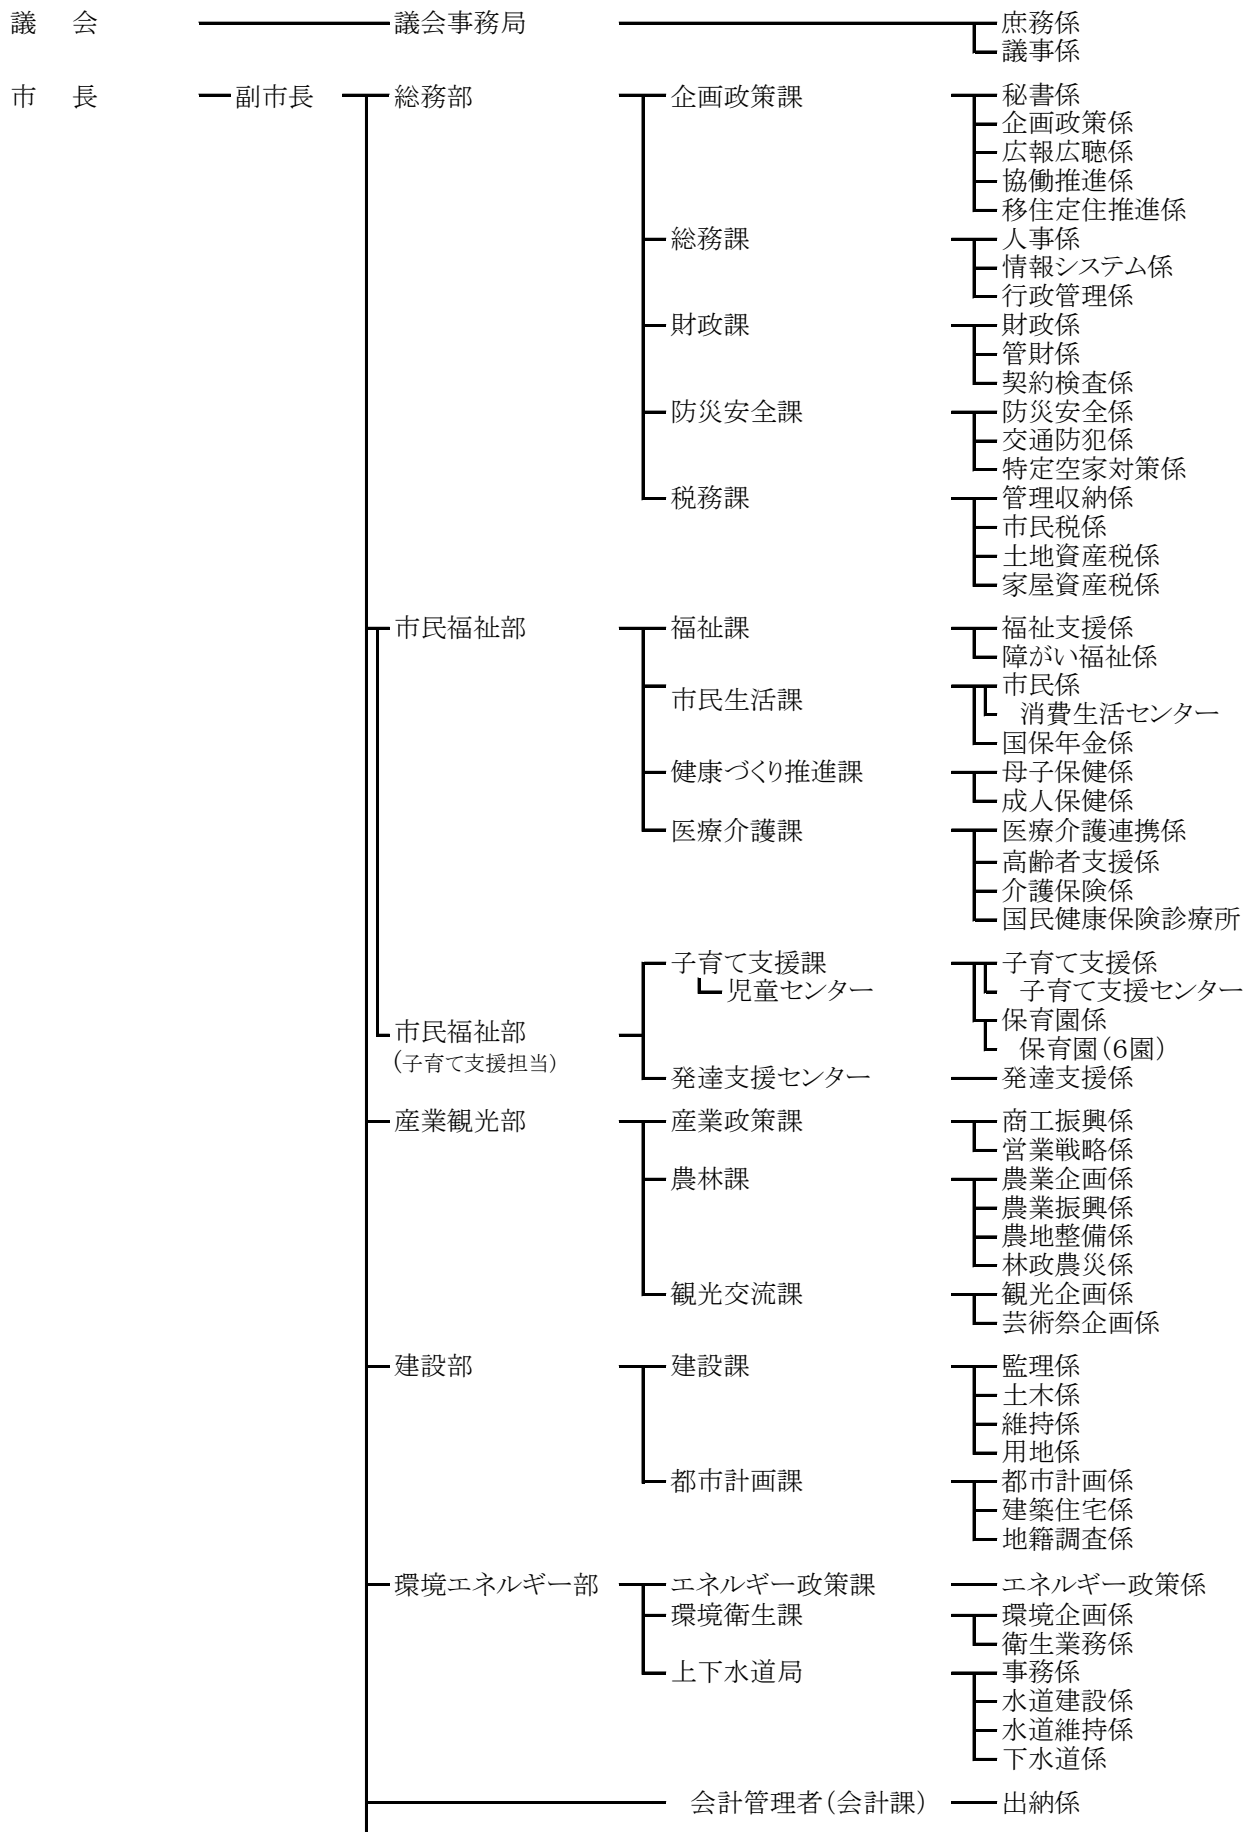 議　会　議会事務局　庶務係
議事係
市　長　副市長　総務部　企画政策課　秘書係
企画政策係
広報広聴係
協働推進係
移住定住推進係
総務課　人事係
情報システム係
行政管理係
財政課　財政係
管財係
契約検査係
防災安全課　防災安全係
交通防犯係
特定空家対策係
税務課　管理収納係
市民税係
土地資産税係
家屋資産税係
市民福祉部　福祉課　福祉支援係
障がい福祉係
市民生活課　市民係
消費生活センター
国保年金係
健康づくり推進課　母子保健係
成人保健係
医療介護課　医療介護連携係
高齢者支援係
介護保険係
国民健康保険診療所
子育て支援課　子育て支援係
児童センター　子育て支援センター
市民福祉部　保育園係
(子育て支援担当)　保育園(6園)
発達支援センター　発達支援係
産業観光部　産業政策課　商工振興係
営業戦略係
農林課　農業企画係
農業振興係
農地整備係
林政農災係
観光交流課　観光企画係
芸術祭企画係
建設部　建設課　監理係
土木係
維持係
用地係
都市計画課　都市計画係
建築住宅係
地籍調査係
環境エネルギー部　エネルギー政策課　エネルギー政策係
環境衛生課　環境企画係
衛生業務係
上下水道局　事務係
水道建設係
水道維持係
下水道係
会計管理者(会計課)　出納係